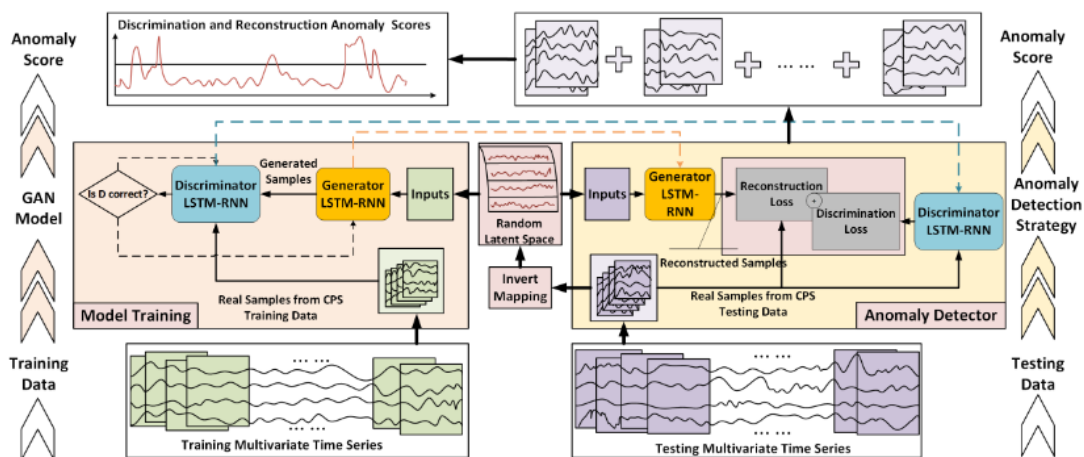 Anomaly
Score
GAN
Model
Training
Data
Discrimination and Reconstruction Anomaly Scores
... ...
Is D correct?
Discriminator
LSTM-RNN
Generated
Samples
Generator
LSTM-RNN
Inputs
Real Samples from CPS
Training Data
Model Training
Random
Latent Space
Invert
Mapping
Inputs
Generator
LSTM-
RNN
Reconstruction
Loss
Discrimination
Loss
Discriminator
LSTM-RNN
Reconstructed Samples
Real Samples from CPS
Testing Data
Anomaly Detector
... ...
... ...
Training Multivariate Time Series
... ...
... ...
Testing Multivariate Time Series
Anomaly
Score
Anomaly
Detection
Strategy
Testing
Data